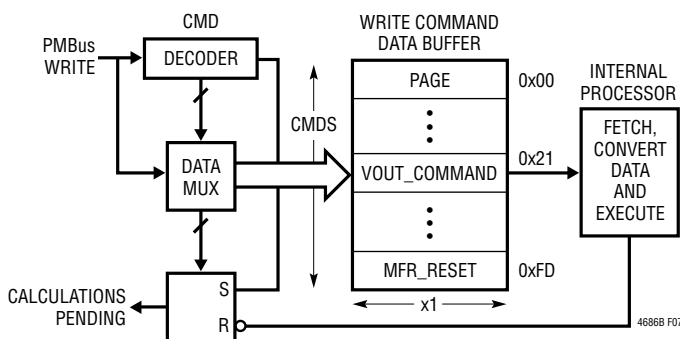 CMD
PMBus
WRITE
DECODER
WRITE COMMAND
DATA BUFFER
PAGE
0x00
INTERNAL
PROCESSOR
CMDS
DATA
MUX
VOUT_COMMAND
0x21
FETCH,
CONVERT
DATA
AND
EXECUTE
MFR_RESET
0xFD
x1
CALCULATIONS
PENDING
S
R
4686B F07